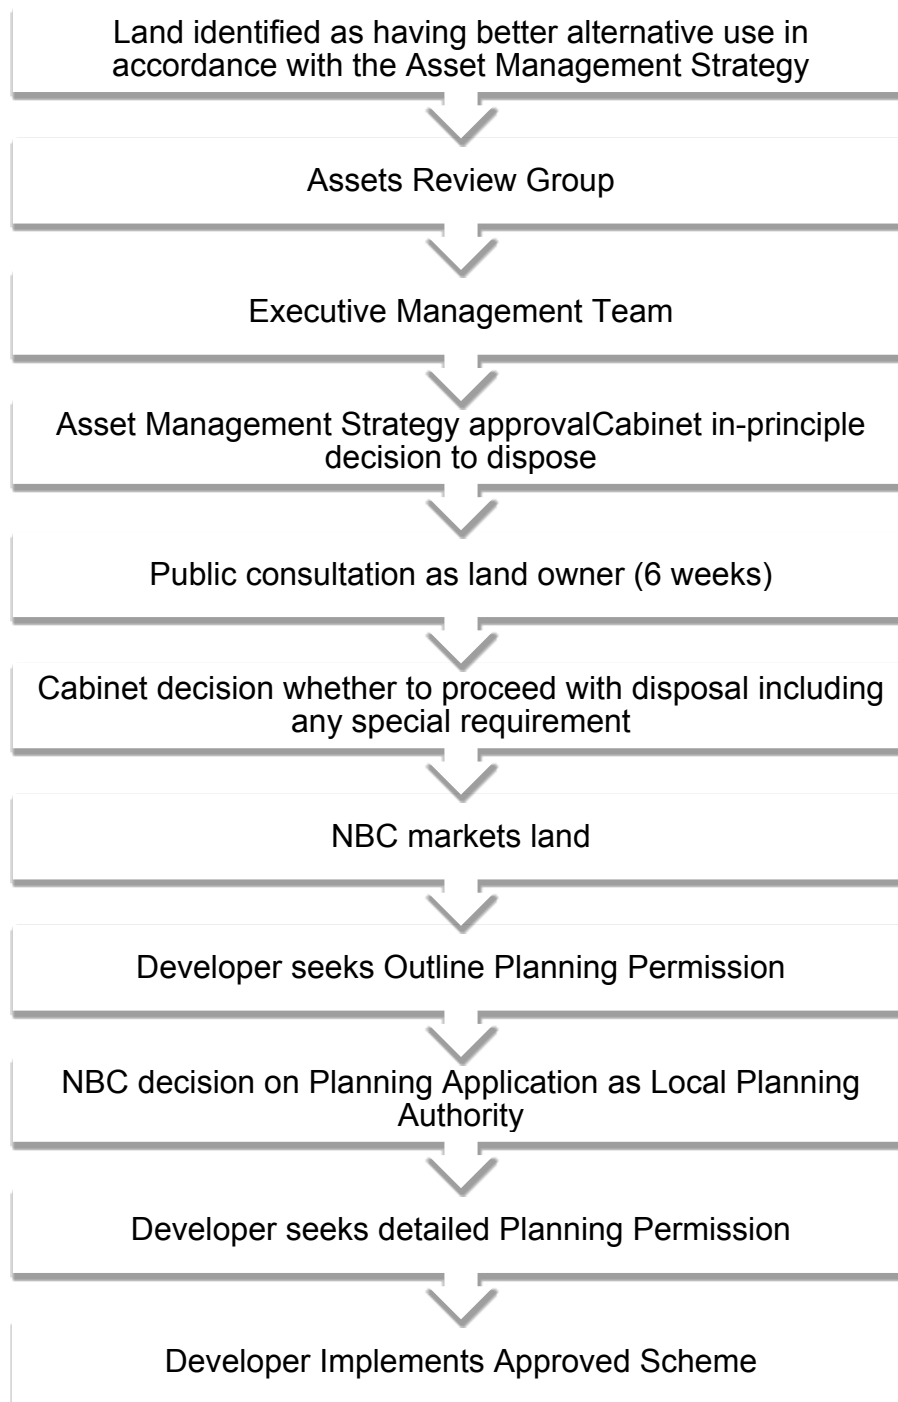 Land identified as having better alternative use in
accordance with the Asset Management Strategy
Assets Review Group
Executive Management Team
Asset Management Strategy approvalCabinet in-principle
decision to dispose
Public consultation as land owner (6 weeks)
Cabinet decision whether to proceed with disposal including
any special requirement
NBC markets land
Developer seeks Outline Planning Permission
NBC decision on Planning Application as Local Planning
Authority
Developer seeks detailed Planning Permission
Developer Implements Approved Scheme